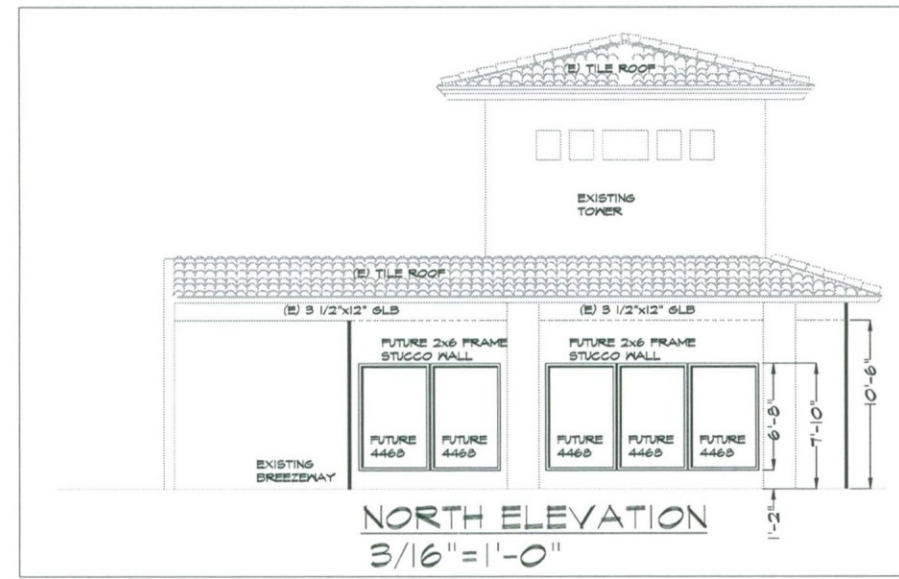 (E) TILE ROOF
EXISTING
TOWER
(E) TILE ROOF
(E) 3 1/2"x12" GLB
(E) 3 1/2"x12" GLB
FUTURE 2x6 FRAME
STUCCO WALL
FUTURE 2x6 FRAME
STUCCO WALL
FUTURE
4468
FUTURE
4468
FUTURE
4468
FUTURE
4468
FUTURE
4468
6'-8"
7'-10"
10'-6"
1'-2"
EXISTING
BREEZEWAY
NORTH ELEVATION
3/16"=1'-0"